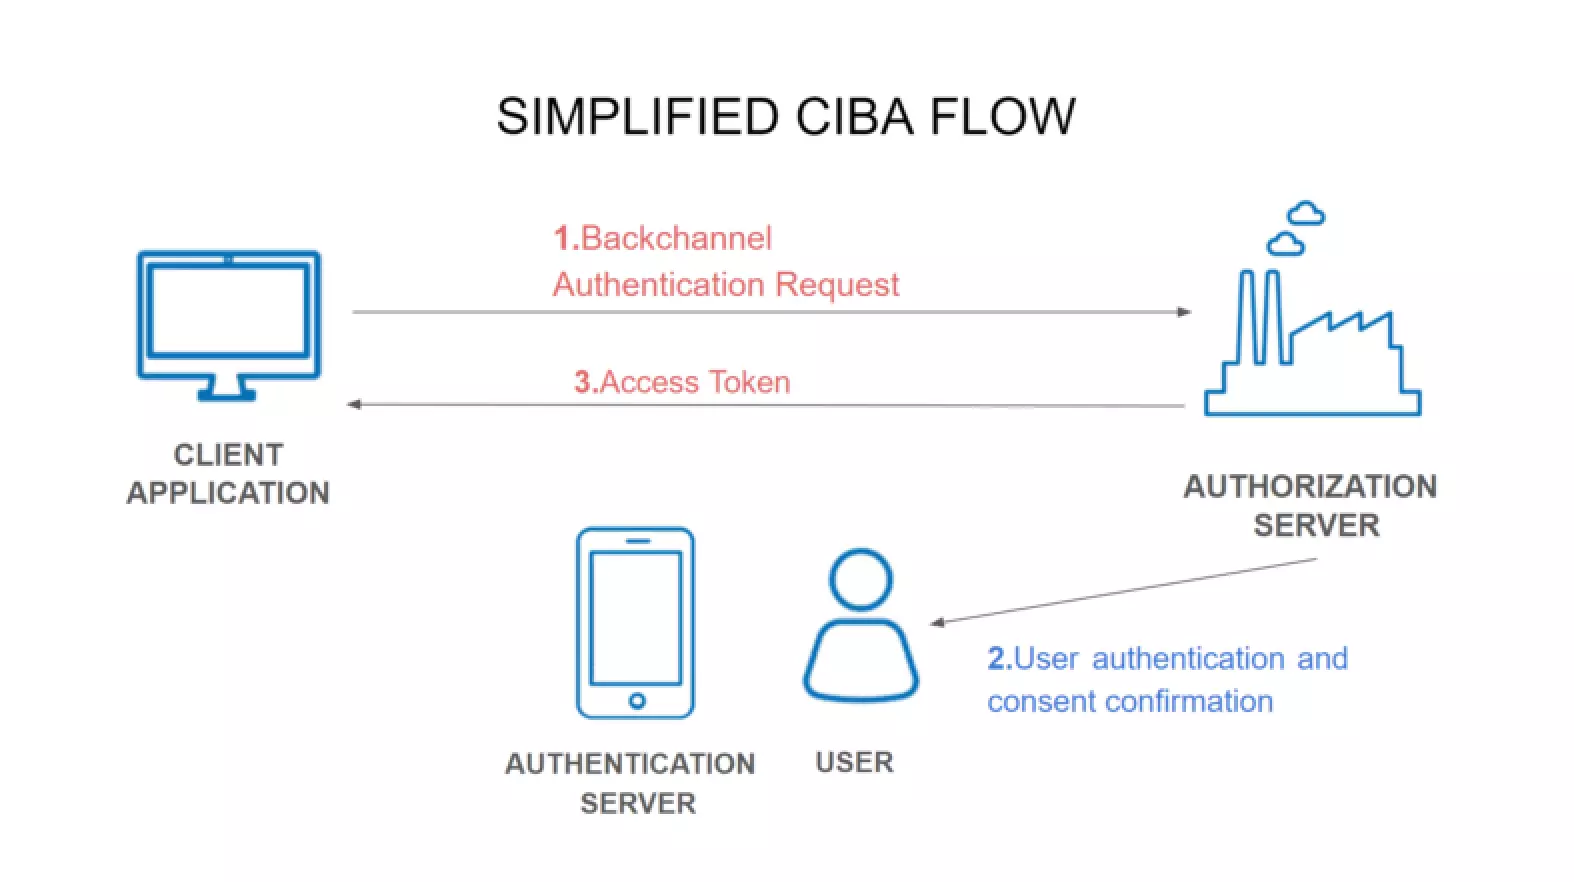 SIMPLIFIED CIBA FLOW
1.Backchannel
Authentication Request
3.Access Token
CLIENT
APPLICATION
AUTHORIZATION
SERVER
2.User authentication and
consent confirmation
AUTHENTICATION
SERVER
USER